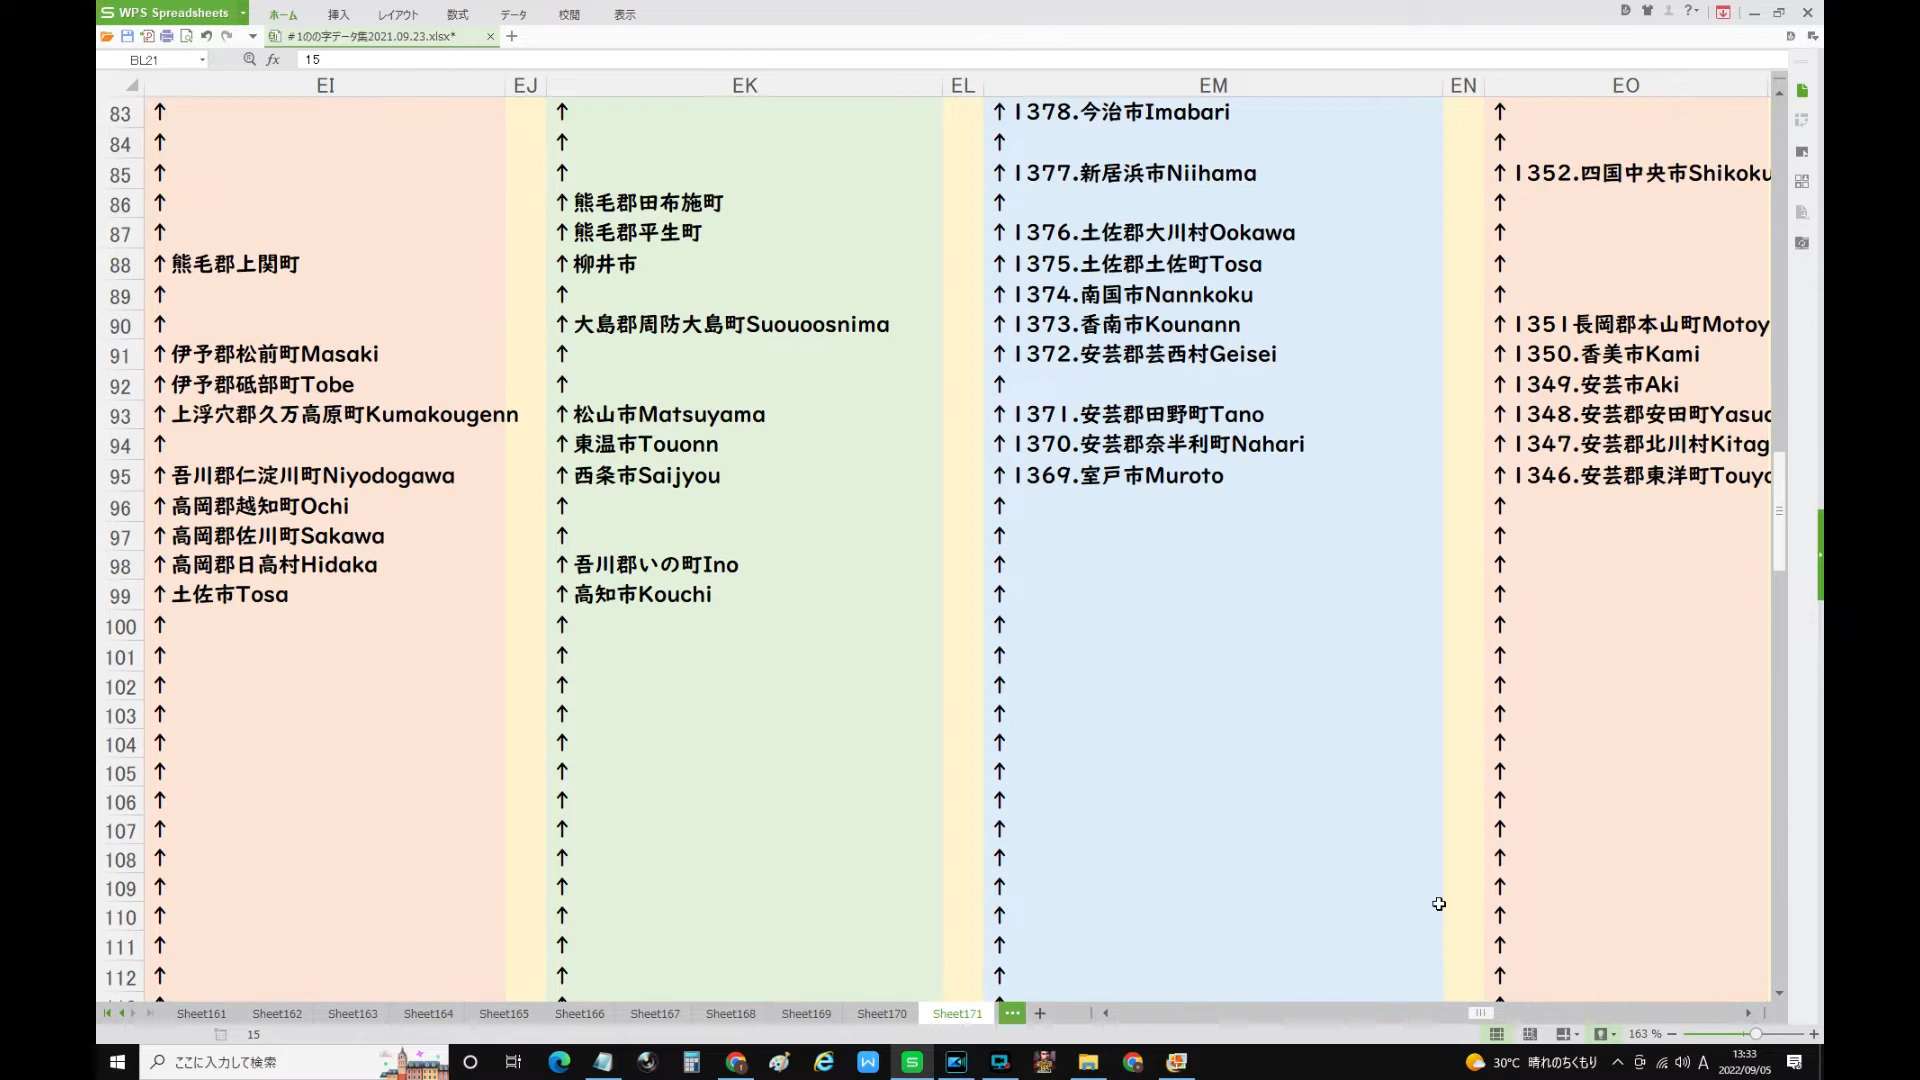 WPS Spreadsheets ホーム 挿入 レイアウト 数式 データ 校閲 表示
#1のの字データ集2021.09.23.xlsx*
BL21 fx 15
EI EJ EK EL EM EN EO
83 ↑ ↑ ↑1378.今治市Imabari ↑
84 ↑ ↑ ↑ ↑
85 ↑ ↑ ↑1377.新居浜市Niihama ↑1352.四国中央市Shikoku
86 ↑ ↑熊毛郡田布施町 ↑ ↑
87 ↑ ↑熊毛郡平生町 ↑1376.土佐郡大川村Ookawa ↑
88 ↑熊毛郡上関町 ↑柳井市 ↑1375.土佐郡土佐町Tosa ↑
89 ↑ ↑ ↑1374.南国市Nannkoku ↑
90 ↑ ↑大島郡周防大島町Suouoosnima ↑1373.香南市Kounann ↑1351長岡郡本山町Motoy
91 ↑伊予郡松前町Masaki ↑ ↑1372.安芸郡芸西村Geisei ↑1350.香美市Kami
92 ↑伊予郡砥部町Tobe ↑ ↑ ↑1349.安芸市Aki
93 ↑上浮穴郡久万高原町Kumakougenn ↑松山市Matsuyama ↑1371.安芸郡田野町Tano ↑1348.安芸郡安田町Yasu
94 ↑ ↑東温市Touonn ↑1370.安芸郡奈半利町Nahari ↑1347.安芸郡北川村Kitag
95 ↑吾川郡仁淀川町Niyodogawa ↑西条市Saijyou ↑1369.室戸市Muroto ↑1346.安芸郡東洋町Touy
96 ↑高岡郡越知町Ochi ↑ ↑ ↑
97 ↑高岡郡佐川町Sakawa ↑ ↑ ↑
98 ↑高岡郡日高村Hidaka ↑吾川郡いの町Ino ↑ ↑
99 ↑土佐市Tosa ↑高知市Kouchi ↑ ↑
100 ↑ ↑ ↑ ↑
101 ↑ ↑ ↑ ↑
102 ↑ ↑ ↑ ↑
103 ↑ ↑ ↑ ↑
104 ↑ ↑ ↑ ↑
105 ↑ ↑ ↑ ↑
106 ↑ ↑ ↑ ↑
107 ↑ ↑ ↑ ↑
108 ↑ ↑ ↑ ↑
109 ↑ ↑ ↑ ↑
110 ↑ ↑ ↑ ↑
111 ↑ ↑ ↑ ↑
112 ↑ ↑ ↑ ↑
Sheet161 Sheet162 Sheet163 Sheet164 Sheet165 Sheet166 Sheet167 Sheet168 Sheet169 Sheet170 Sheet171
15 163 %
ここに入力して検索 30°C 晴れのちくもり A 13:33
2022/09/05